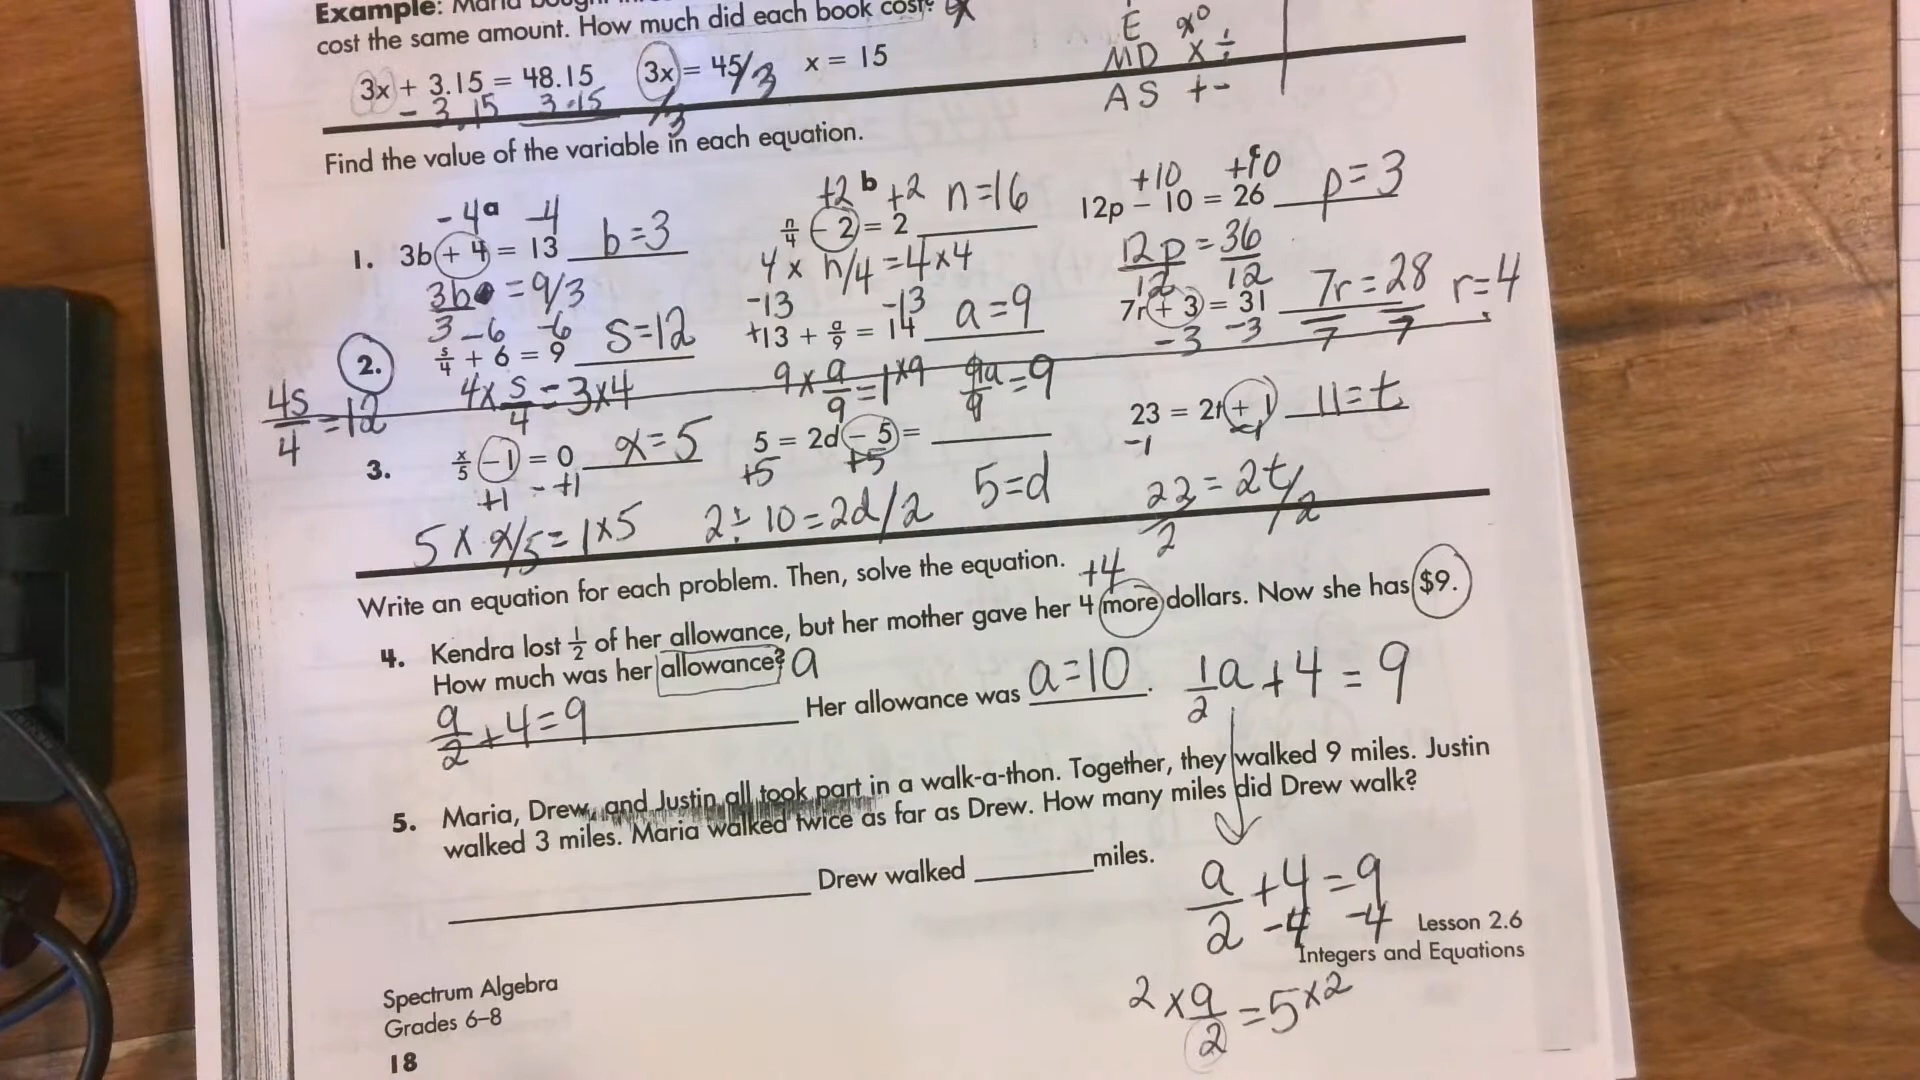 Example:
cost the same amount. How much did each book cost?
E x⁰
MD × ÷
AS + -
3x + 3.15 = 48.15 3x = 45/3 x = 15
- 3.15 3.15 /3
Find the value of the variable in each equation.
a b
-4 -4 +2 +2 n=16 +10 +10 p=3
1. 3b + 4 = 13 b=3 n/4 - 2 = 2 12p - 10 = 26
3b = 9/3 4 x n/4 = 4x4 12p/12 = 36/12
3
-6 -6 s=12 -13 -13 a=9 7r=28 r=4
2. s/4 + 6 = 9 +13 + a/9 = 14 7r + 3 = 31
-3 -3 7 7
4s/4 = 12 4x s/4 = 3x4 9 x a/9 = 1 x9 9a/9 = 9
3. x/5 - 1 = 0 x=5 5 = 2d - 5 = 23 = 2t + 1 11=t
+1 +1 +5 +5 5=d -1 -1
5 x x/5 = 1x5 2 ÷ 10 = 2d/2 22/2 = 2t/2
Write an equation for each problem. Then, solve the equation.
+4
4. Kendra lost 1/2 of her allowance, but her mother gave her 4 more dollars. Now she has $9.
How much was her allowance? a
a/2 + 4 = 9 Her allowance was a=10. 1/2 a + 4 = 9
5. Maria, Drew, and Justin all took part in a walk-a-thon. Together, they walked 9 miles. Justin
walked 3 miles. Maria walked twice as far as Drew. How many miles did Drew walk?
Drew walked miles.
a/2 + 4 = 9
-4 -4
Lesson 2.6
Integers and Equations
2 x a/2 = 5 x2
Spectrum Algebra
Grades 6–8
18